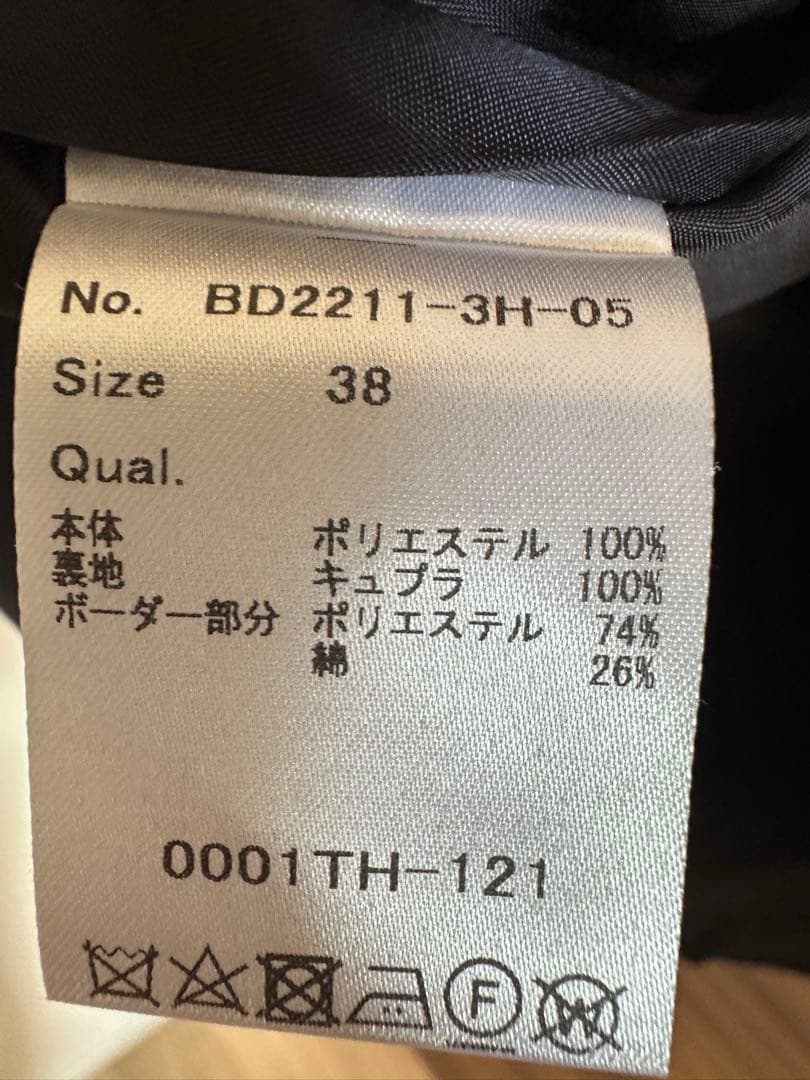 No. BD2211-3H-05
Size 38
Qual.
本体 ポリエステル 100%
裏地 キュプラ 100%
ボーダー部分 ポリエステル 74%
綿 26%
0001TH-121
F W